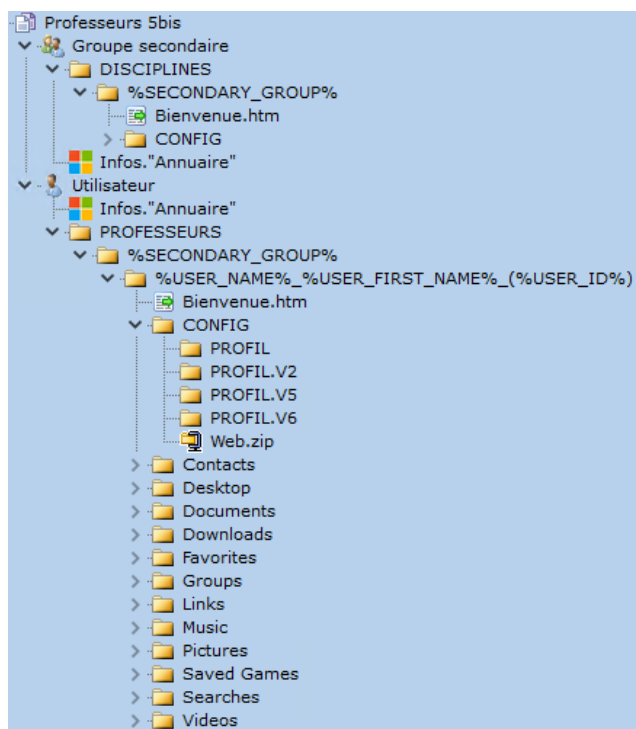 Professeurs 5bis
Groupe secondaire
DISCIPLINES
%SECONDARY_GROUP%
Bienvenue.htm
CONFIG
Infos."Annuaire"
Utilisateur
Infos."Annuaire"
PROFESSEURS
%SECONDARY_GROUP%
%USER_NAME%_%USER_FIRST_NAME%_(%USER_ID%)
Bienvenue.htm
CONFIG
PROFIL
PROFIL.V2
PROFIL.V5
PROFIL.V6
Web.zip
Contacts
Desktop
Documents
Downloads
Favorites
Groups
Links
Music
Pictures
Saved Games
Searches
Videos